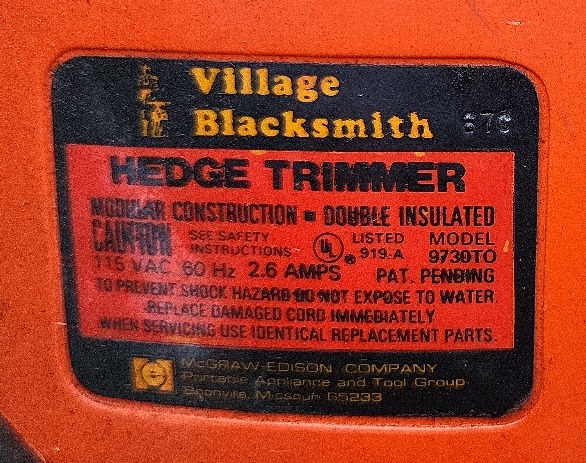 Village
Blacksmith 676
HEDGE TRIMMER
MODULAR CONSTRUCTION ▪ DOUBLE INSULATED
CAUTION SEE SAFETY INSTRUCTIONS UL ® LISTED 919-A MODEL 9730TO
115 VAC 60 Hz 2.6 AMPS PAT. PENDING
TO PREVENT SHOCK HAZARD DO NOT EXPOSE TO WATER
REPLACE DAMAGED CORD IMMEDIATELY
WHEN SERVICING USE IDENTICAL REPLACEMENT PARTS.
McGRAW-EDISON COMPANY
Portable Appliance and Tool Group
Boonville, Missouri 65233